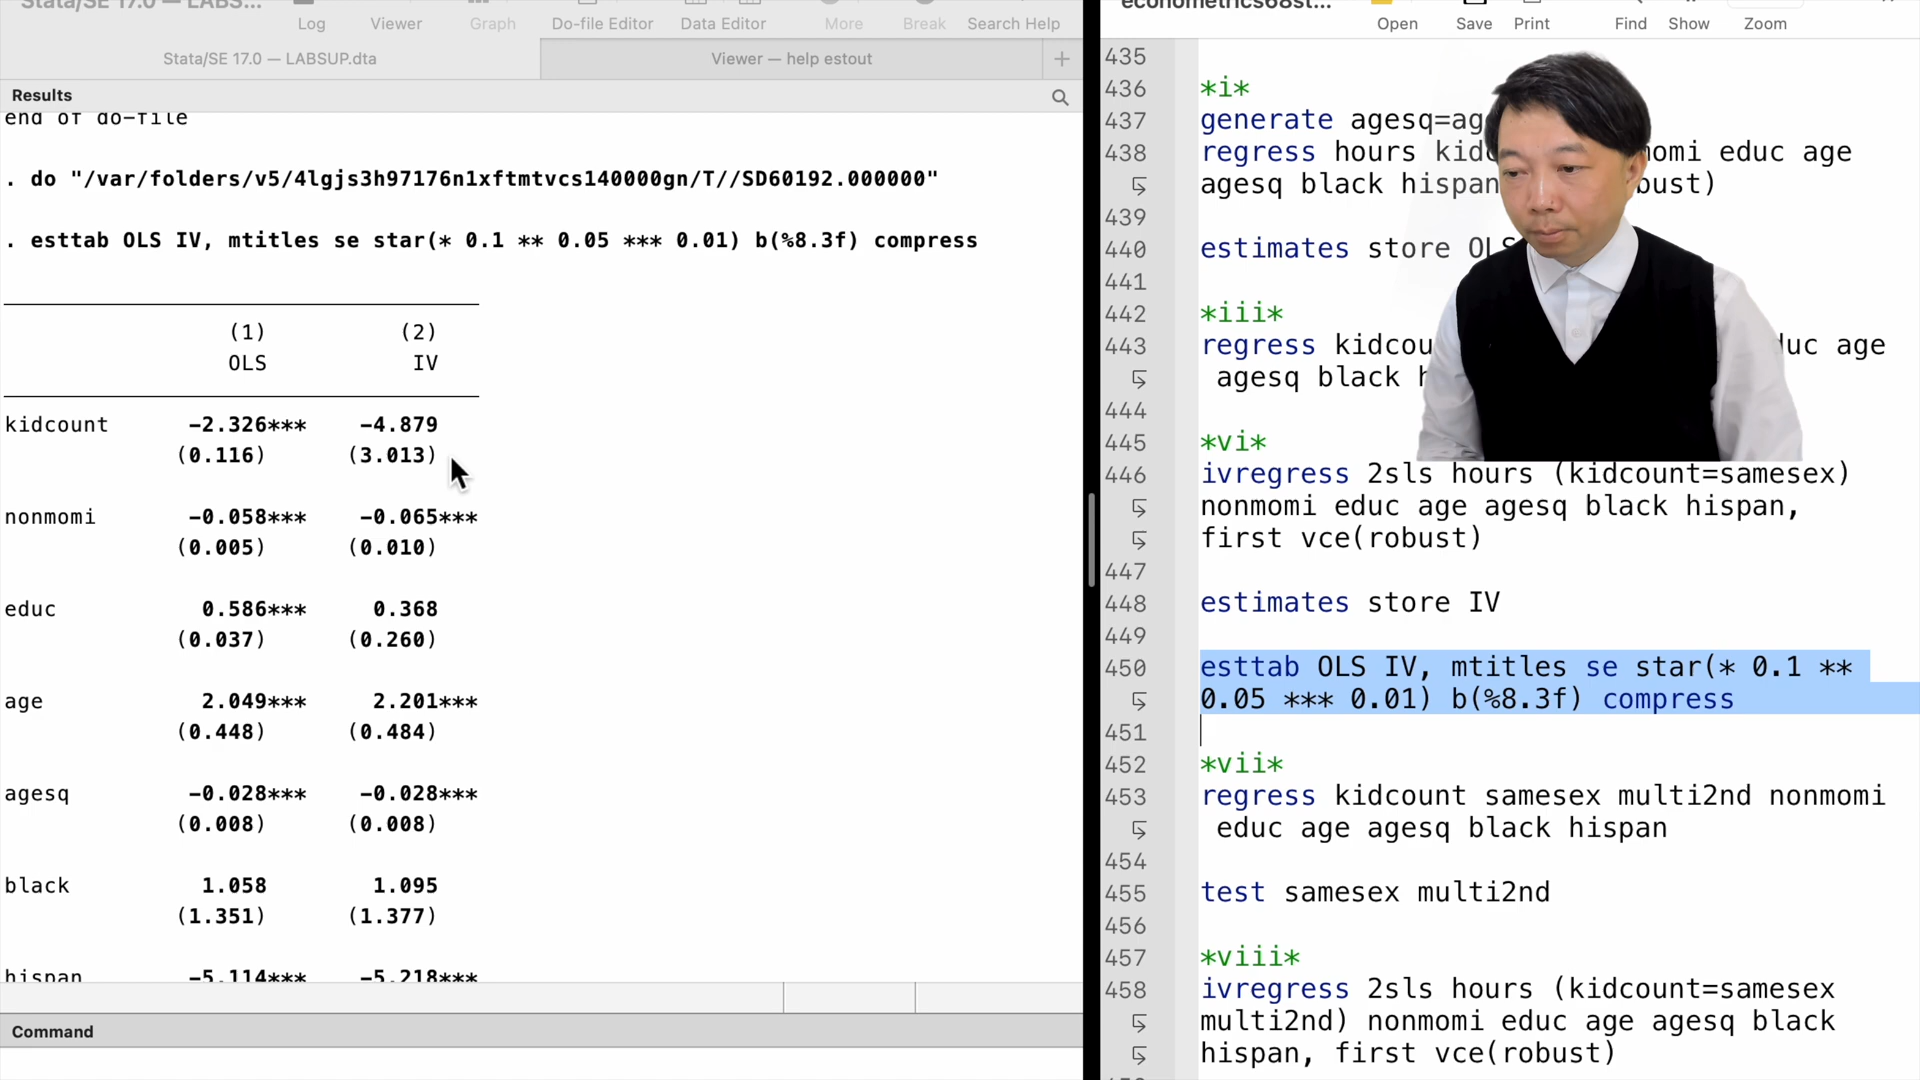 Stata/SE 17.0 — LABS...
Log Viewer Graph Do-file Editor Data Editor More Break Search Help
Stata/SE 17.0 — LABSUP.dta Viewer — help estout +
Results
end of do-file
. do "/var/folders/v5/4lgjs3h97176n1xftmtvcs140000gn/T//SD60192.000000"
. esttab OLS IV, mtitles se star(* 0.1 ** 0.05 *** 0.01) b(%8.3f) compress
(1) (2)
OLS IV
kidcount -2.326*** -4.879
(0.116) (3.013)
nonmomi -0.058*** -0.065***
(0.005) (0.010)
educ 0.586*** 0.368
(0.037) (0.260)
age 2.049*** 2.201***
(0.448) (0.484)
agesq -0.028*** -0.028***
(0.008) (0.008)
black 1.058 1.095
(1.351) (1.377)
hispan -5.114*** -5.218***
Command
econometrics68st...
Open Save Print Find Show Zoom
435
436 *i*
437 generate agesq=ag
438 regress hours educ age
agesq black hispan
439
440 estimates store OLS
441
442 *iii*
443 regress kidcou age
agesq black
444
445 *vi*
446 ivregress 2sls hours (kidcount=samesex)
nonmomi educ age agesq black hispan,
first vce(robust)
447
448 estimates store IV
449
450 esttab OLS IV, mtitles se star(* 0.1 **
0.05 *** 0.01) b(%8.3f) compress
451
452 *vii*
453 regress kidcount samesex multi2nd nonmomi
educ age agesq black hispan
454
455 test samesex multi2nd
456
457 *viii*
458 ivregress 2sls hours (kidcount=samesex
multi2nd) nonmomi educ age agesq black
hispan, first vce(robust)